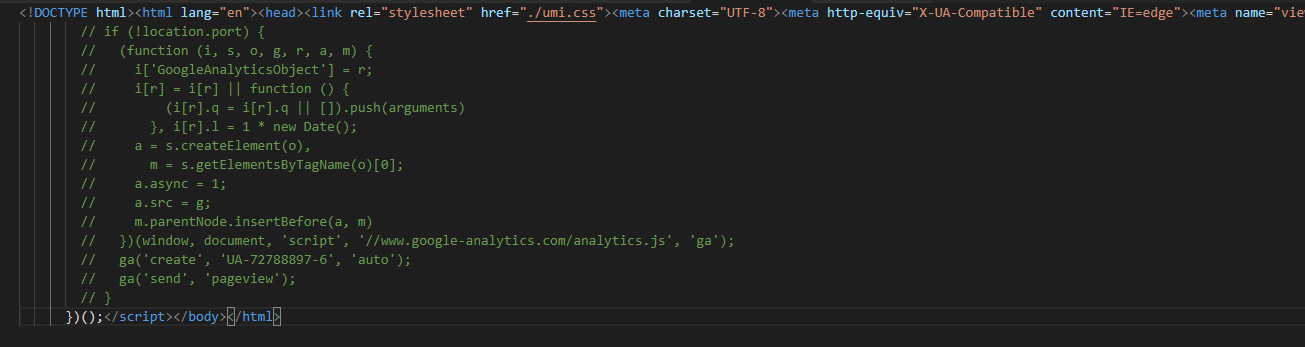 <!DOCTYPE html><html lang="en"><head><link rel="stylesheet" href="./umi.css"><meta charset="UTF-8"><meta http-equiv="X-UA-Compatible" content="IE=edge"><meta name="vie
// if (!location.port) {
//   (function (i, s, o, g, r, a, m) {
//     i['GoogleAnalyticsObject'] = r;
//     i[r] = i[r] || function () {
//         (i[r].q = i[r].q || []).push(arguments)
//       }, i[r].l = 1 * new Date();
//     a = s.createElement(o),
//       m = s.getElementsByTagName(o)[0];
//     a.async = 1;
//     a.src = g;
//     m.parentNode.insertBefore(a, m)
//   })(window, document, 'script', '//www.google-analytics.com/analytics.js', 'ga');
//   ga('create', 'UA-72788897-6', 'auto');
//   ga('send', 'pageview');
// }
})();</script></body></html>